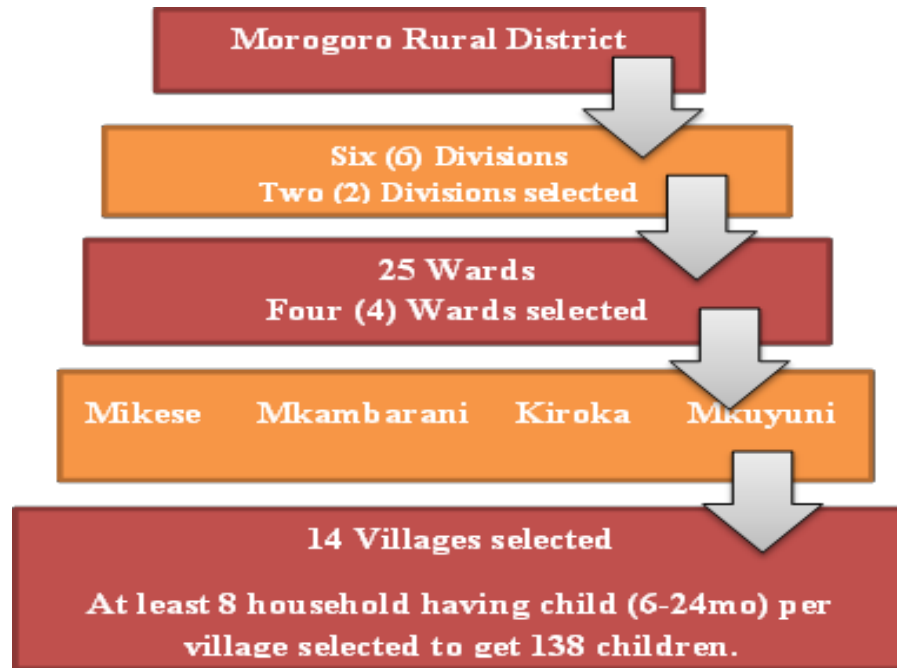 Morogoro Rural District
Six (6) Divisions
Two (2) Divisions selected
25 Wards
Four (4) Wards selected
Mikese Mkambarani Kiroka Mkuyuni
14 Villages selected
At least 8 household having child (6-24mo) per
village selected to get 138 children.